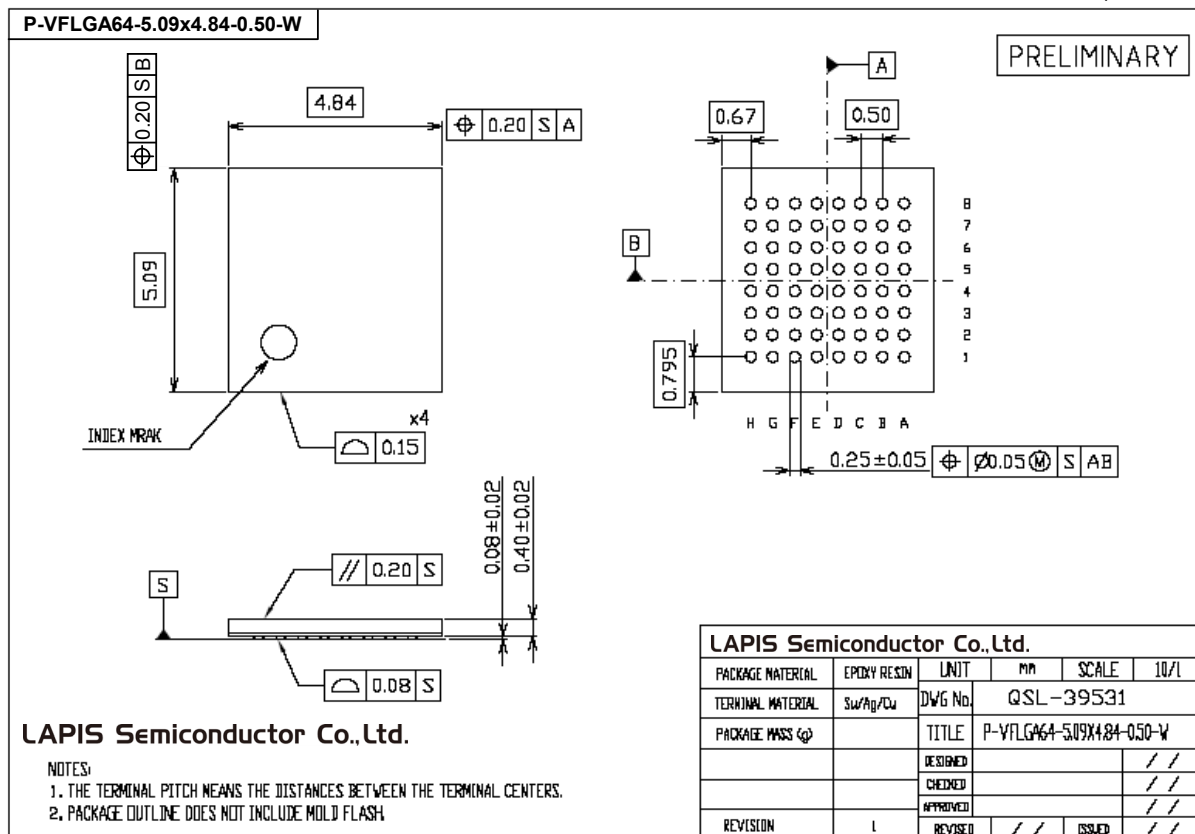 P-VFLGA64-5.09x4.84-0.50-W
PRELIMINARY
0.20 S B
4.84
0.20 S A
5.09
INDEX MRAK
x4
0.15
A
0.67
0.50
B
8
7
6
5
4
3
2
1
0.795
H G F E D C B A
0.25±0.05 Ø0.05 Ⓜ S AB
0.08±0.02
0.40±0.02
// 0.20 S
S
0.08 S
LAPIS Semiconductor Co.,Ltd.
NOTES:
1. THE TERMINAL PITCH MEANS THE DISTANCES BETWEEN THE TERMINAL CENTERS.
2. PACKAGE OUTLINE DOES NOT INCLUDE MOLD FLASH.
LAPIS Semiconductor Co.,Ltd.
PACKAGE MATERIAL EPOXY RESIN UNIT mm SCALE 10/1
TERMINAL MATERIAL /Ag/Cu DWG No. QSL-39531
PACKAGE MASS (g) TITLE P-VFLGA64-5.09X4.84-0.50-W
DESIGNED / /
CHECKED / /
APPROVED / /
REVISION 1 REVISED / / ISSUED / /